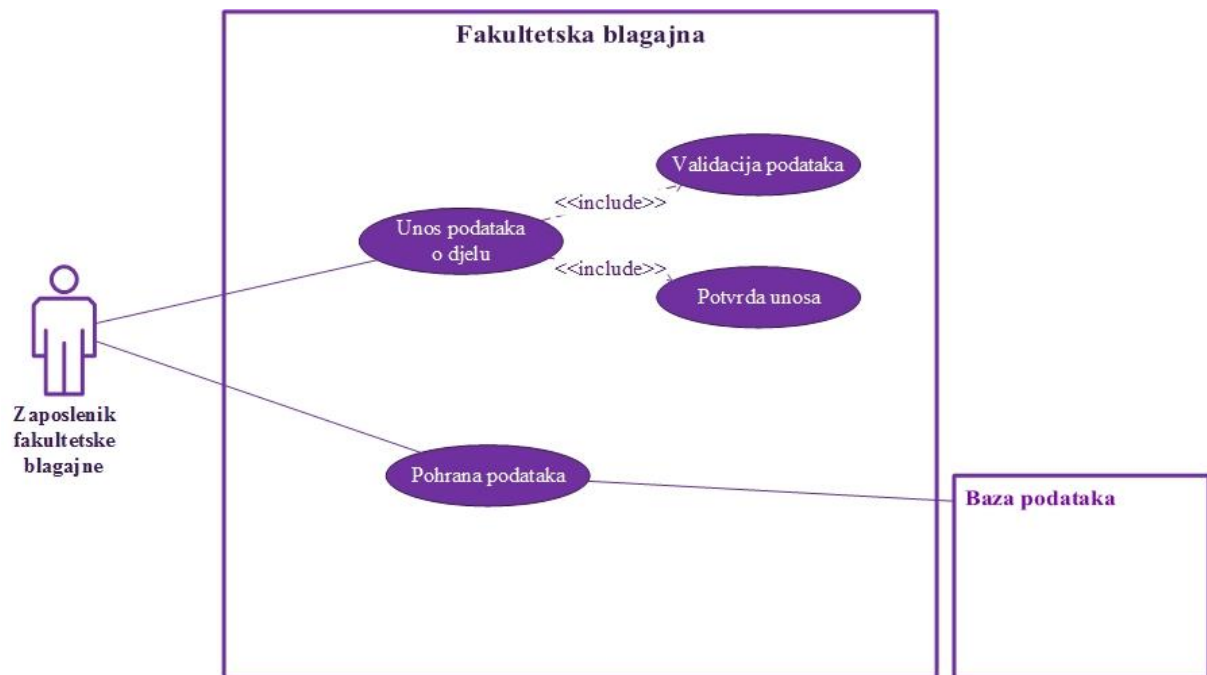 Fakultetska blagajna
Validacija podataka
<<include>>
Unos podataka
o djelu
<<include>>
Potvrda unosa
Zaposlenik
fakultetske
blagajne
Pohrana podataka
Baza podataka